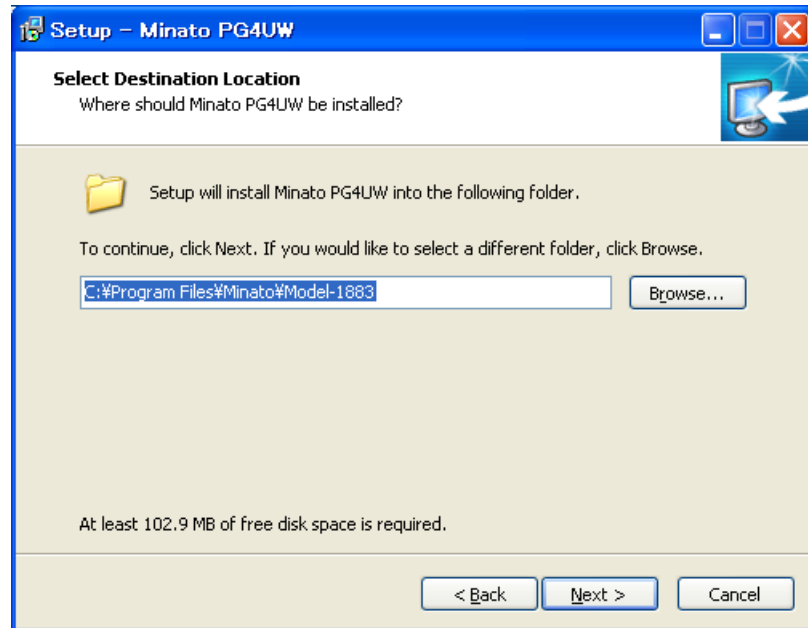 Setup - Minato PG4UW
Select Destination Location
Where should Minato PG4UW be installed?
Setup will install Minato PG4UW into the following folder.
To continue, click Next. If you would like to select a different folder, click Browse.
C:¥Program Files¥Minato¥Model-1883
Browse...
At least 102.9 MB of free disk space is required.
< Back
Next >
Cancel